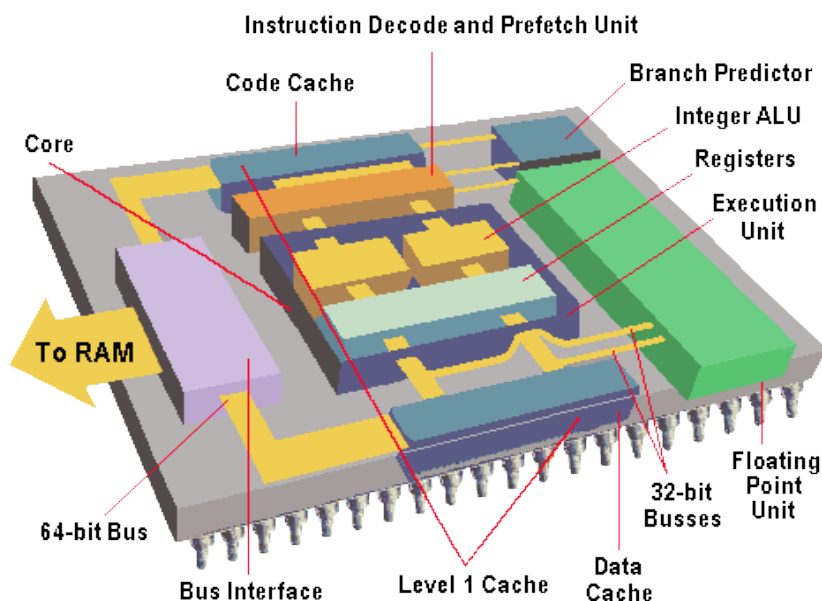 Instruction Decode and Prefetch Unit
Code Cache
Branch Predictor
Integer ALU
Core
Registers
Execution
Unit
To RAM
64-bit Bus
Bus Interface
Level 1 Cache
Data
Cache
32-bit
Busses
Floating
Point
Unit